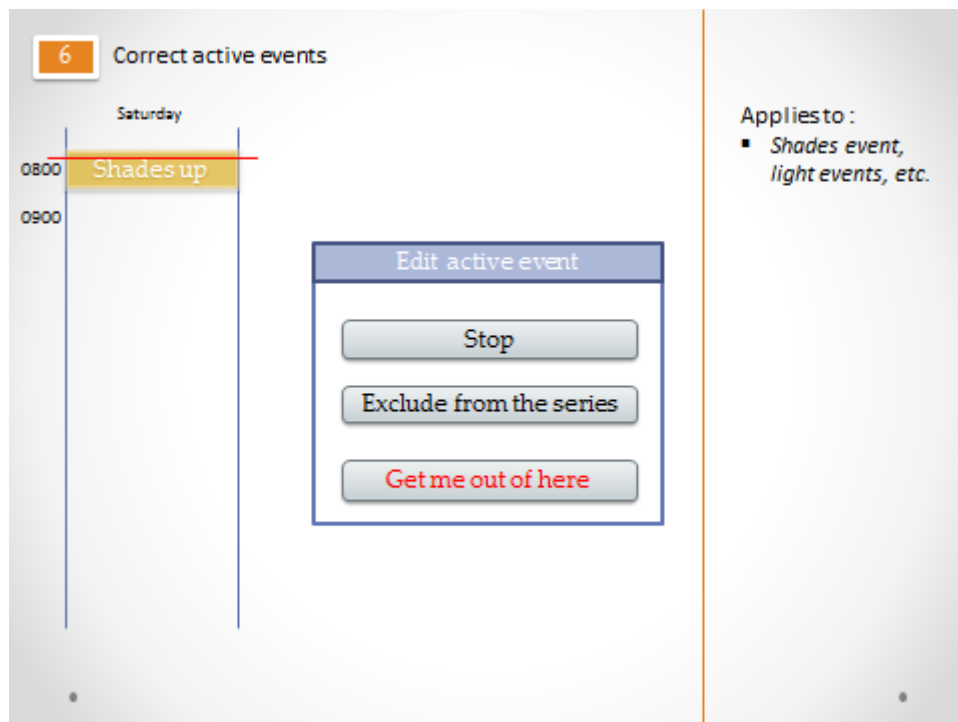 6
Correct active events
Saturday
0800
Shades up
0900
Edit active event
Stop
Exclude from the series
Get me out of here
Applies to :
▪ Shades event,
light events, etc.